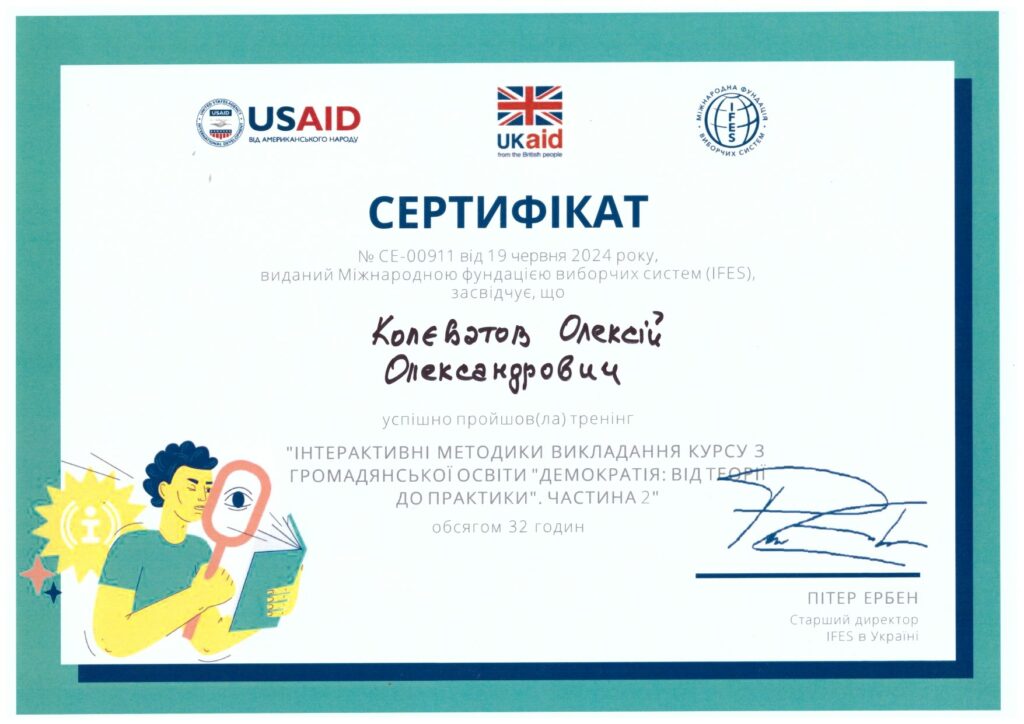 USAID
ВІД АМЕРИКАНСЬКОГО НАРОДУ
UKaid
from the British people
МІЖНАРОДНА ФУНДАЦІЯ
ВИБОРЧИХ СИСТЕМ
IFES
СЕРТИФІКАТ
№ CE-00911 від 19 червня 2024 року,
виданий Міжнародною фундацією виборчих систем (IFES),
засвідчує, що
Колєватов Олексій
Олександрович
успішно пройшов(ла) тренінг
"ІНТЕРАКТИВНІ МЕТОДИКИ ВИКЛАДАННЯ КУРСУ З
ГРОМАДЯНСЬКОЇ ОСВІТИ "ДЕМОКРАТІЯ: ВІД ТЕОРІЇ
ДО ПРАКТИКИ". ЧАСТИНА 2"
обсягом 32 годин
ПІТЕР ЕРБЕН
Старший директор
IFES в Україні